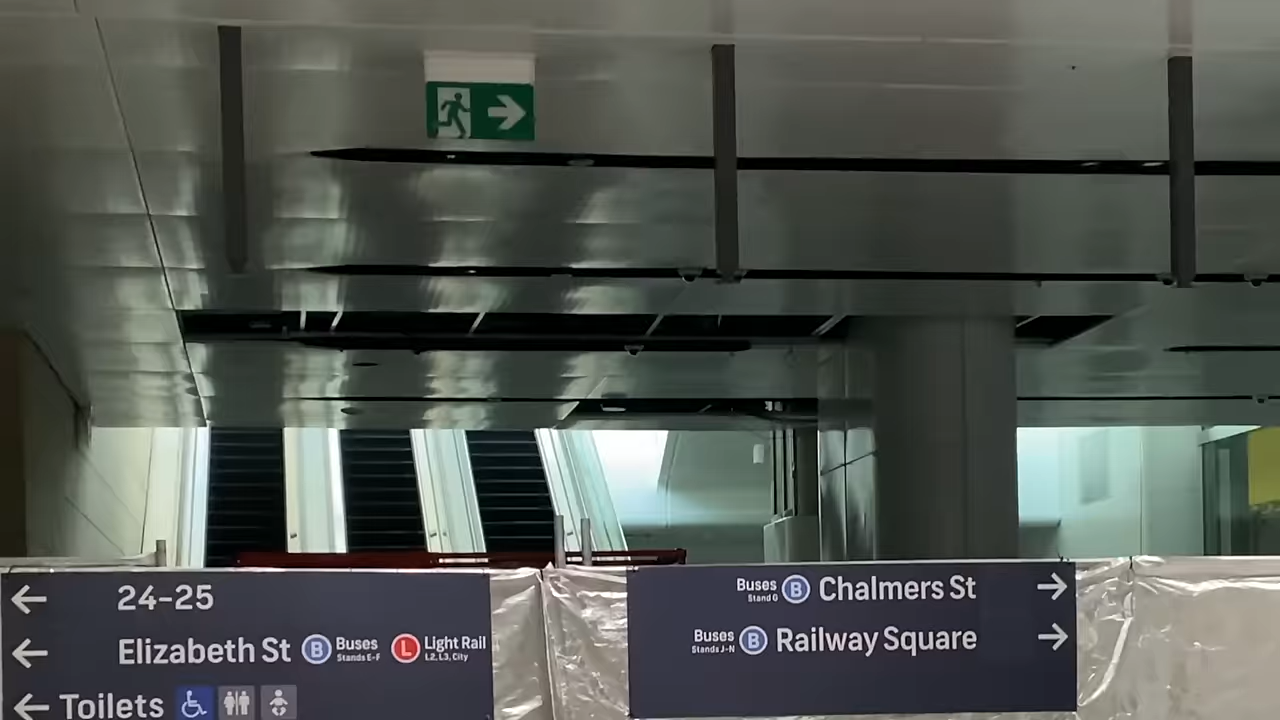 24-25
Elizabeth St B Buses Stands E-F L Light Rail L2, L3, City
Toilets
Buses Stand G B Chalmers St
Buses Stands J-N B Railway Square